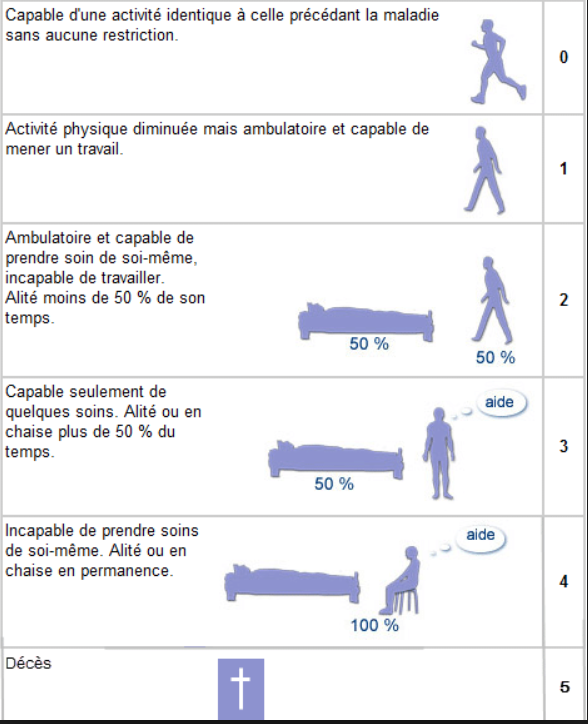 Capable d'une activité identique à celle précédant la maladie
sans aucune restriction.
0
Activité physique diminuée mais ambulatoire et capable de
mener un travail.
1
Ambulatoire et capable de
prendre soin de soi-même,
incapable de travailler.
Alité moins de 50 % de son
temps.
50 %
50 %
2
Capable seulement de
quelques soins. Alité ou en
chaise plus de 50 % du
temps.
50 %
aide
3
Incapable de prendre soins
de soi-même. Alité ou en
chaise en permanence.
100 %
aide
4
Décès
5